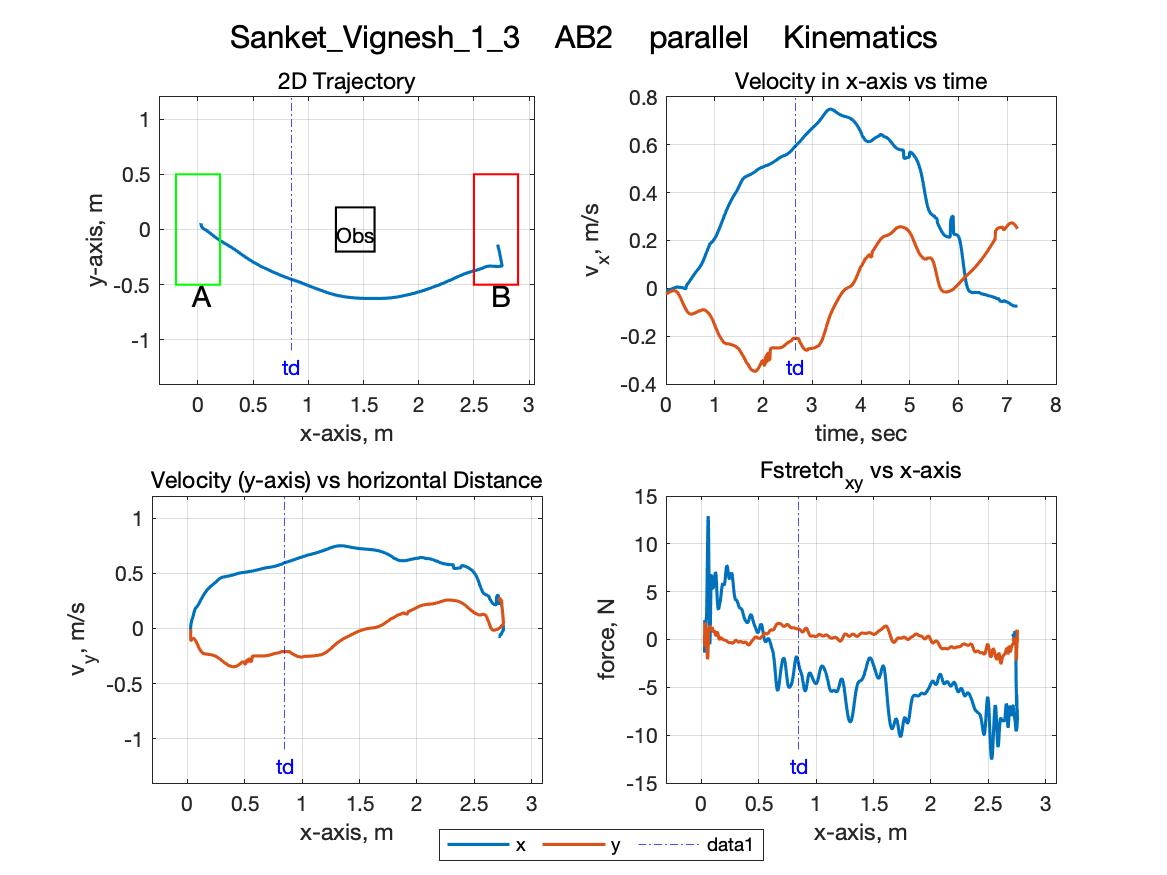 Sanket_Vignesh_1_3 AB2 parallel Kinematics
2D Trajectory
1
0.5
0
-0.5
-1
y-axis, m
Obs
A
B
td
0 0.5 1 1.5 2 2.5 3
x-axis, m
Velocity in x-axis vs time
0.8
0.6
0.4
0.2
0
-0.2
-0.4
v_x, m/s
td
0 1 2 3 4 5 6 7 8
time, sec
Velocity (y-axis) vs horizontal Distance
1
0.5
0
-0.5
-1
v_y, m/s
td
0 0.5 1 1.5 2 2.5 3
x-axis, m
Fstretch_xy vs x-axis
15
10
5
0
-5
-10
-15
force, N
td
0 0.5 1 1.5 2 2.5 3
x-axis, m
x y data1